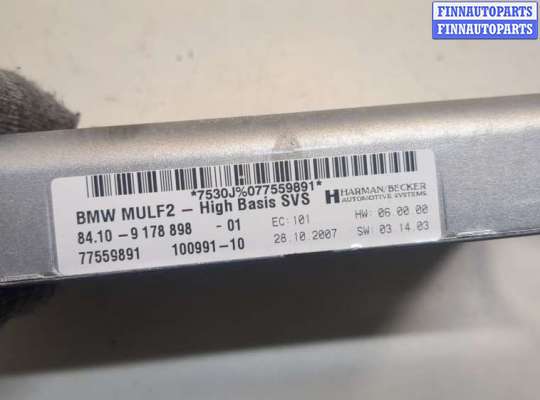 FINNAUTOPARTS
FINNAUTOPARTS
*7530J%077559891*
BMW MULF2 – High Basis SVS
HARMAN/BECKER
AUTOMOTIVE SYSTEMS
84.10 - 9 178 898 - 01
EC: 101
HW: 06.00.00
77559891 100991-10
28.10.2007
SW: 03.14.03